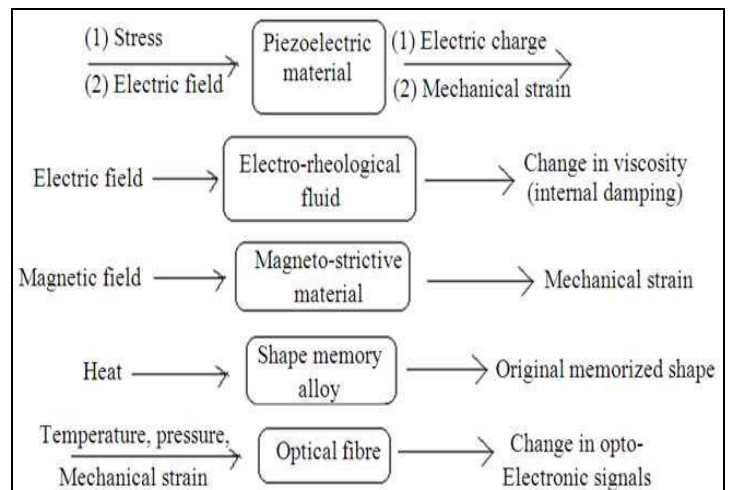 (1) Stress
(2) Electric field
Piezoelectric
material
(1) Electric charge
(2) Mechanical strain
Electric field
Electro-rheological
fluid
Change in viscosity
(internal damping)
Magnetic field
Magneto-strictive
material
Mechanical strain
Heat
Shape memory
alloy
Original memorized shape
Temperature, pressure,
Mechanical strain
Optical fibre
Change in opto-
Electronic signals